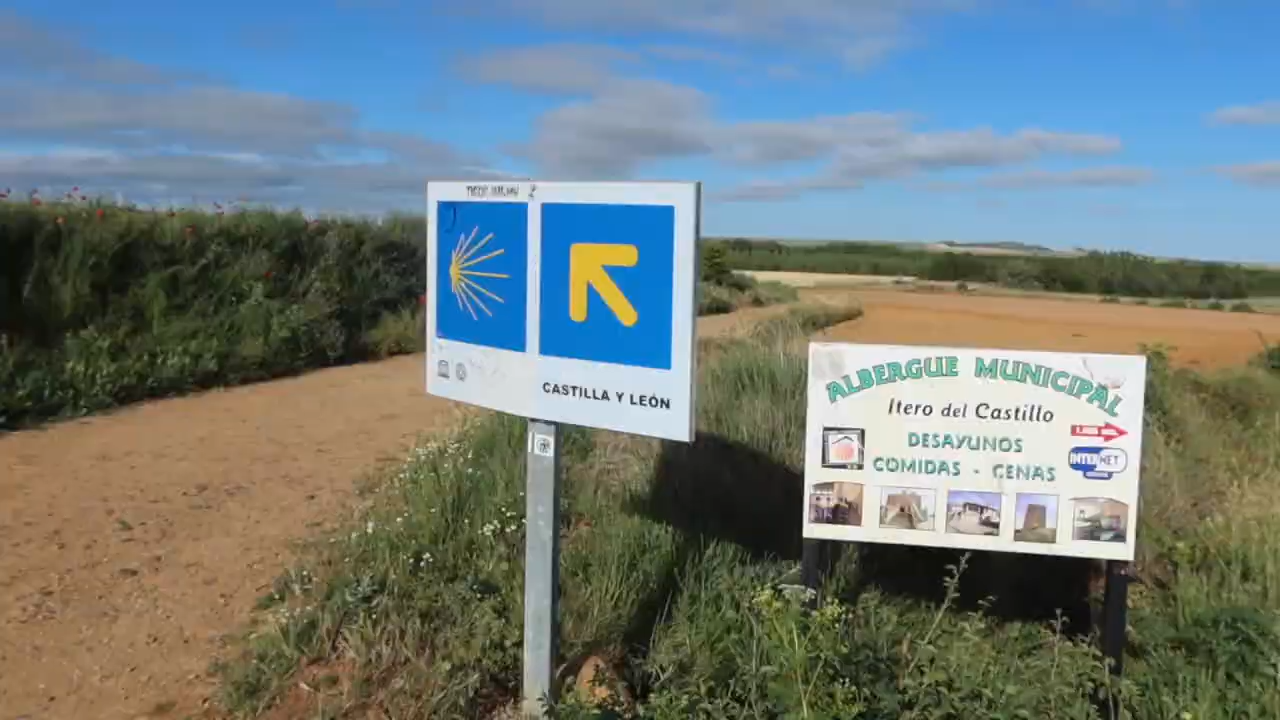 CASTILLA Y LEÓN
ALBERGUE MUNICIPAL
Itero del Castillo
DESAYUNOS
COMIDAS - CENAS
INTERNET